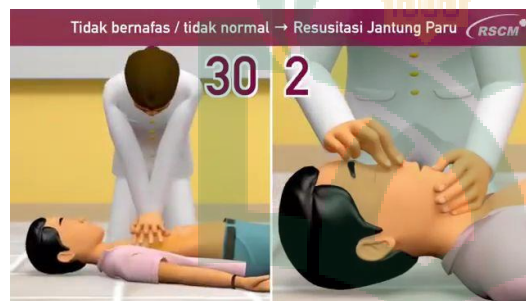 Tidak bernafas / tidak normal → Resusitasi Jantung Paru
RSCM
30
2